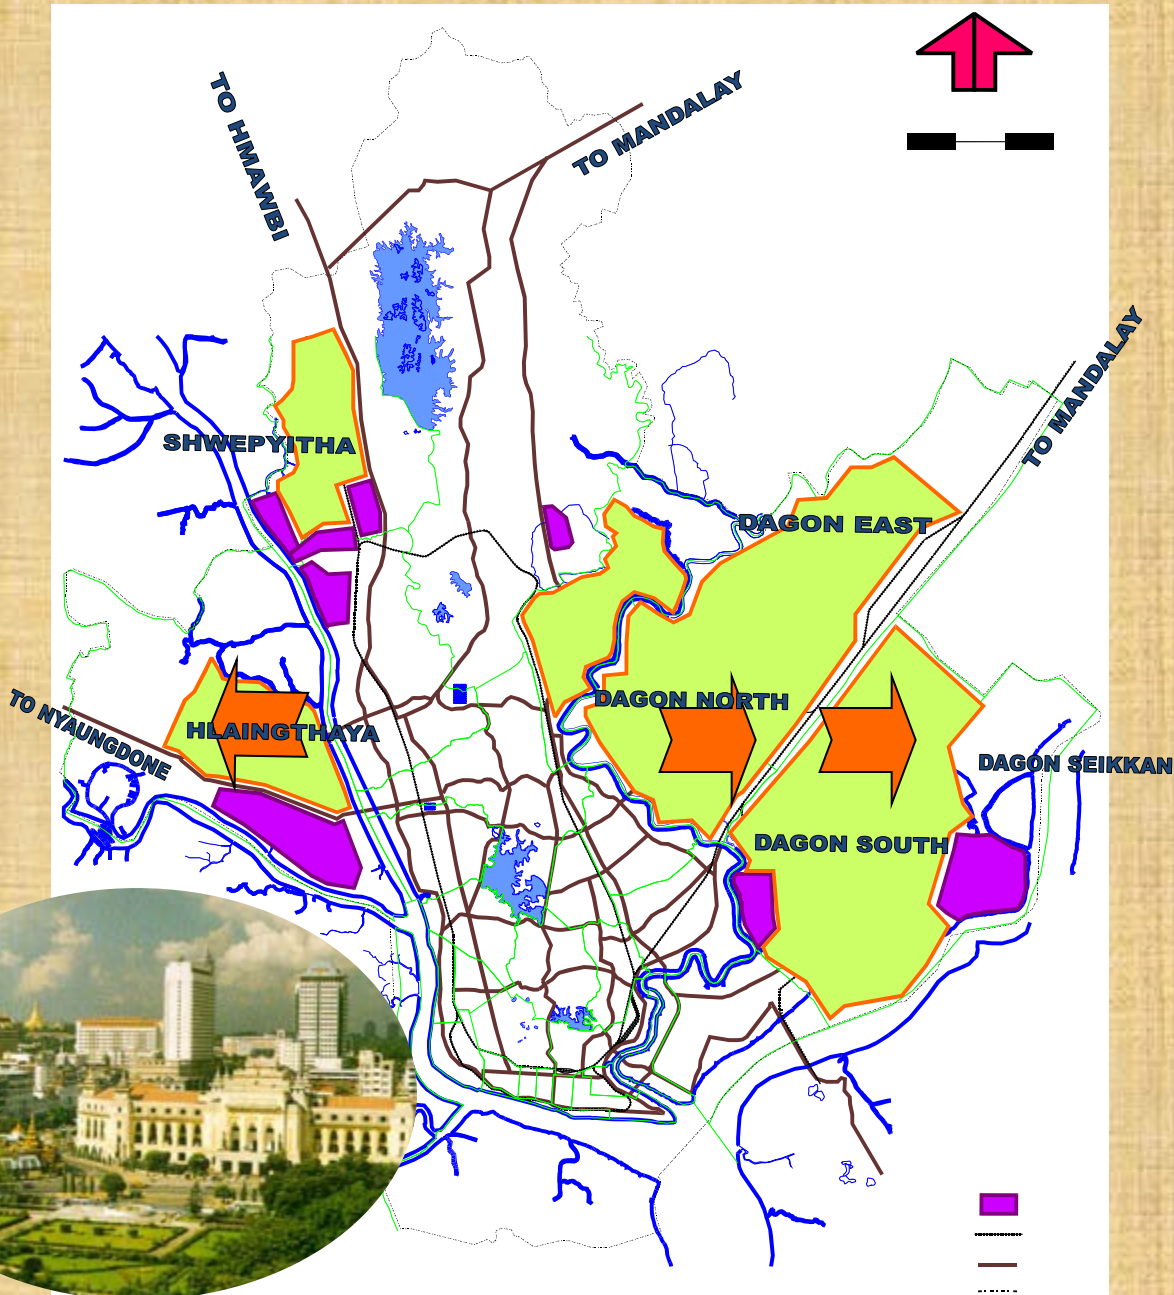 TO HMAWBI
TO MANDALAY
TO MANDALAY
SHWEPYITHA
DAGON EAST
DAGON NORTH
TO NYAUNGDONE
HLAINGTHAYA
DAGON SEIKKAN
DAGON SOUTH